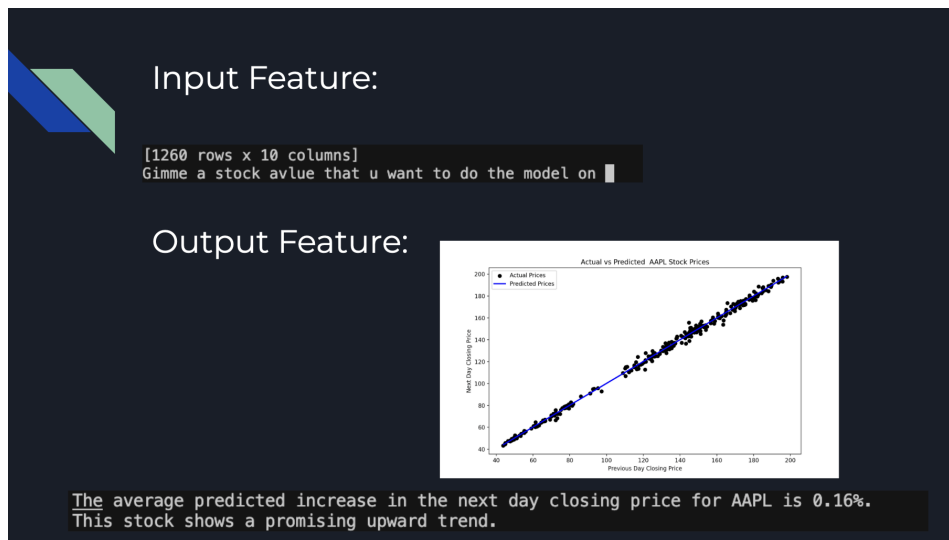 Input Feature:
[1260 rows x 10 columns]
Gimme a stock avlue that u want to do the model on
Output Feature:
Actual vs Predicted  AAPL Stock Prices
Actual Prices
Predicted Prices
Next Day Closing Price
200
180
160
140
120
100
80
60
40
40 60 80 100 120 140 160 180 200
Previous Day Closing Price
The average predicted increase in the next day closing price for AAPL is 0.16%.
This stock shows a promising upward trend.